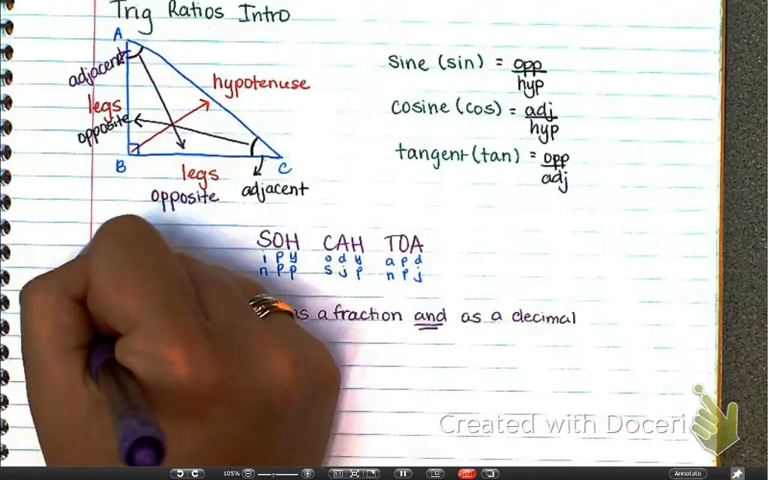 Trig Ratios Intro
A
adjacent
hypotenuse
legs
opposite
B
C
legs
opposite
adjacent
sine (sin) = opp
hyp
cosine (cos) = adj
hyp
tangent (tan) = opp
adj
SOH CAH TOA
i p y o d y a p d
n p p s j p n p j
as a fraction and as a decimal
Created with Doceri
105%
Annotate